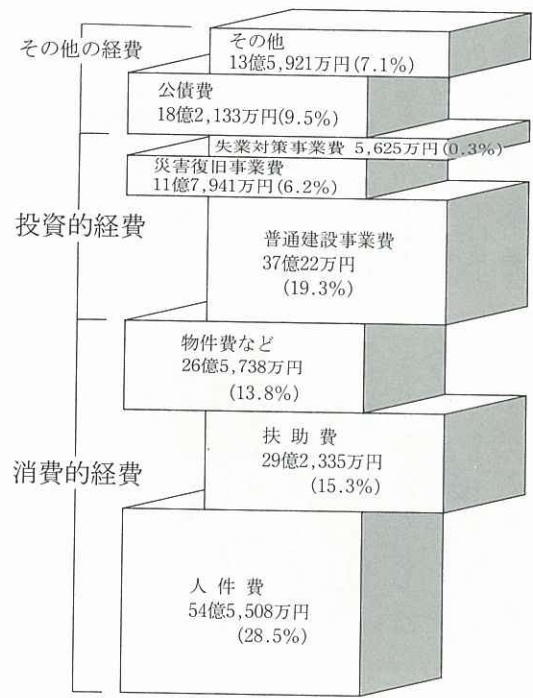 その他の経費
その他
13億5,921万円(7.1%)
公債費
18億2,133万円(9.5%)
投資的経費
失業対策事業費 5,625万円(0.3%)
災害復旧事業費
11億7,941万円(6.2%)
普通建設事業費
37億22万円
(19.3%)
消費的経費
物件費など
26億5,738万円
(13.8%)
扶助費
29億2,335万円
(15.3%)
人件費
54億5,508万円
(28.5%)